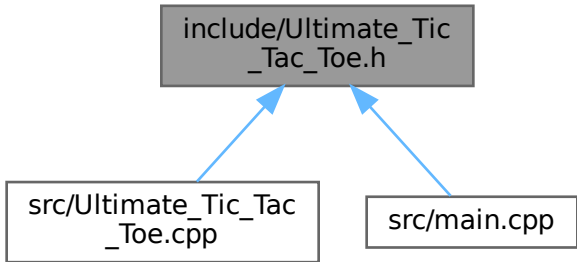 include/Ultimate_Tic
_Tac_Toe.h
src/Ultimate_Tic_Tac
_Toe.cpp
src/main.cpp